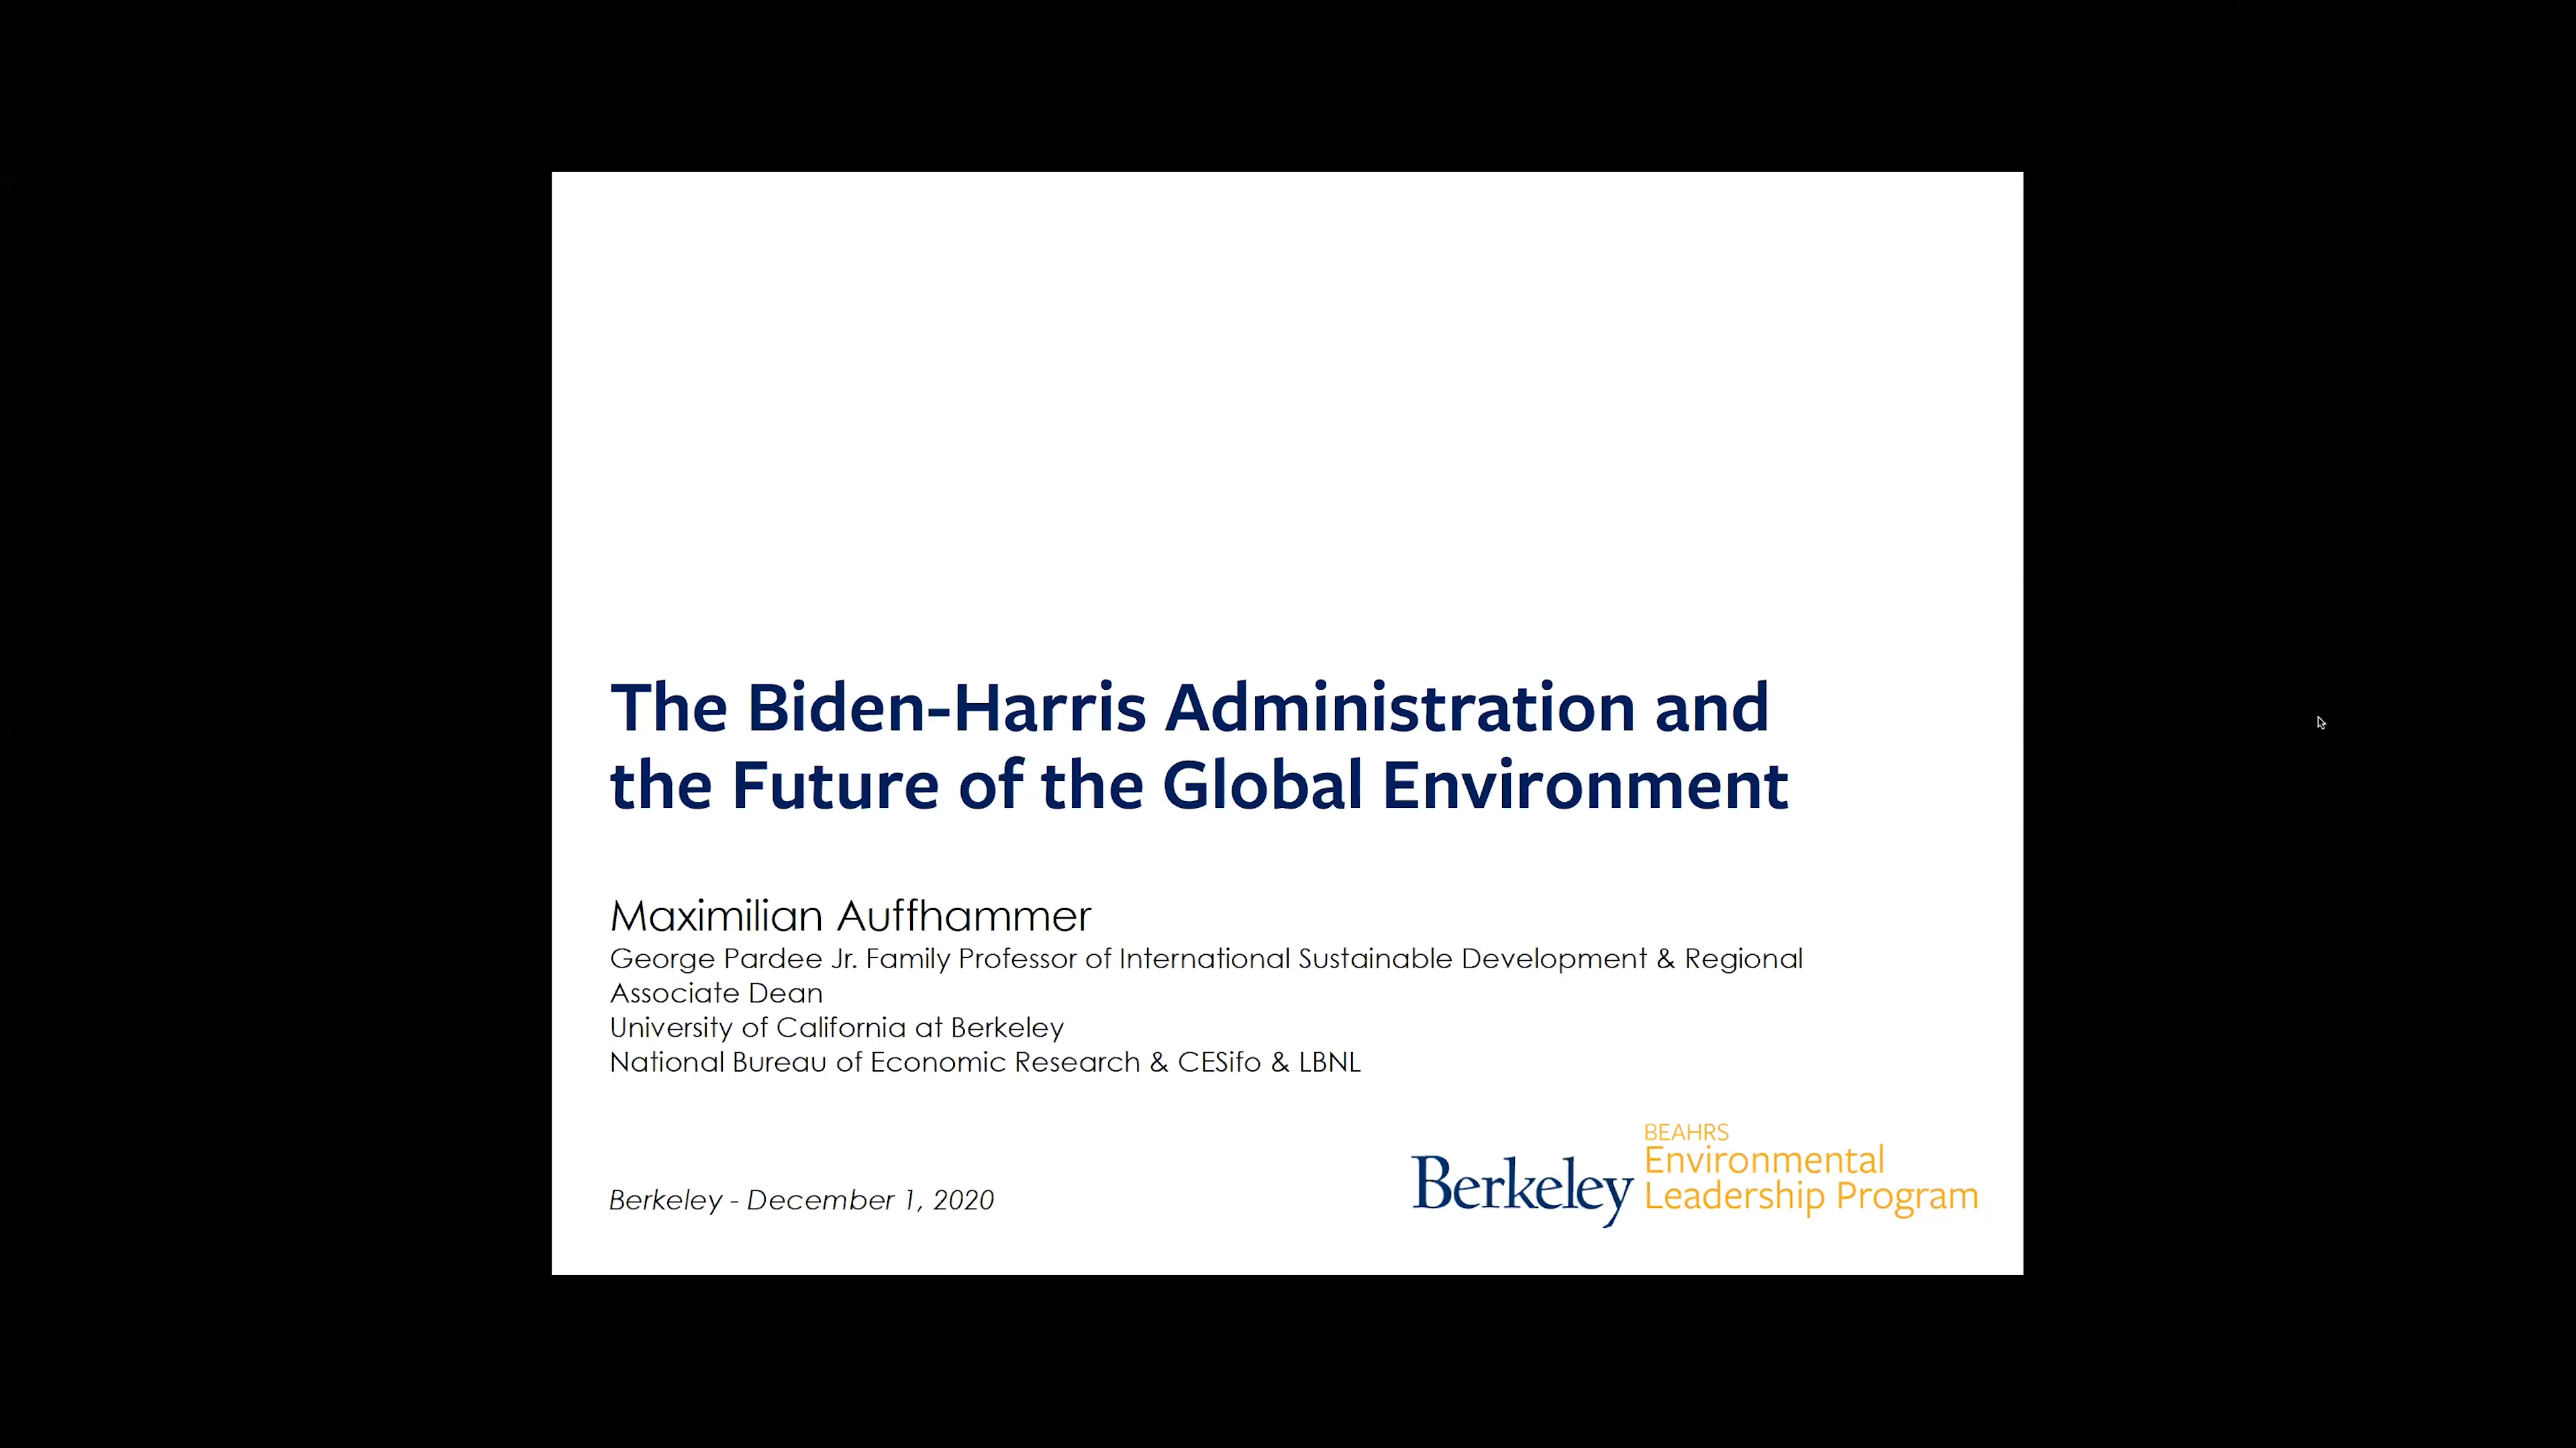 The Biden-Harris Administration and
the Future of the Global Environment
Maximilian Auffhammer
George Pardee Jr. Family Professor of International Sustainable Development & Regional
Associate Dean
University of California at Berkeley
National Bureau of Economic Research & CESifo & LBNL
Berkeley - December 1, 2020
Berkeley
BEAHRS
Environmental
Leadership Program